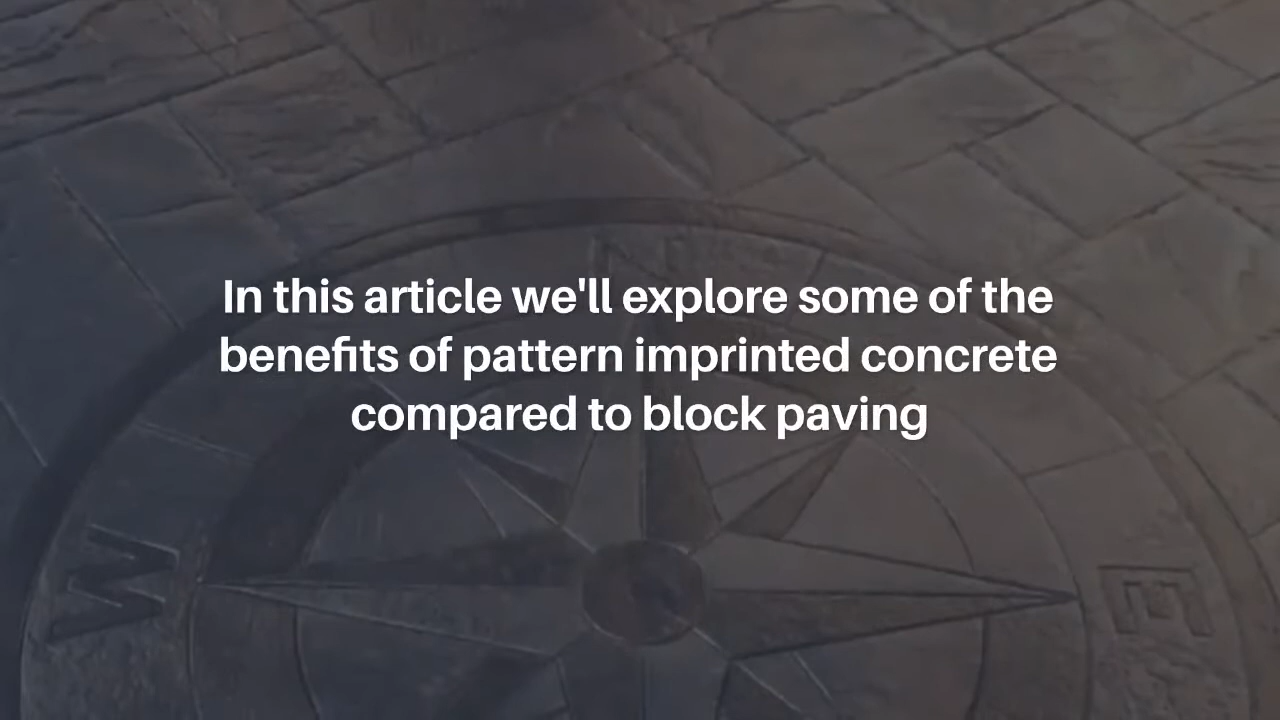 N
In this article we'll explore some of the
benefits of pattern imprinted concrete
compared to block paving
W
E